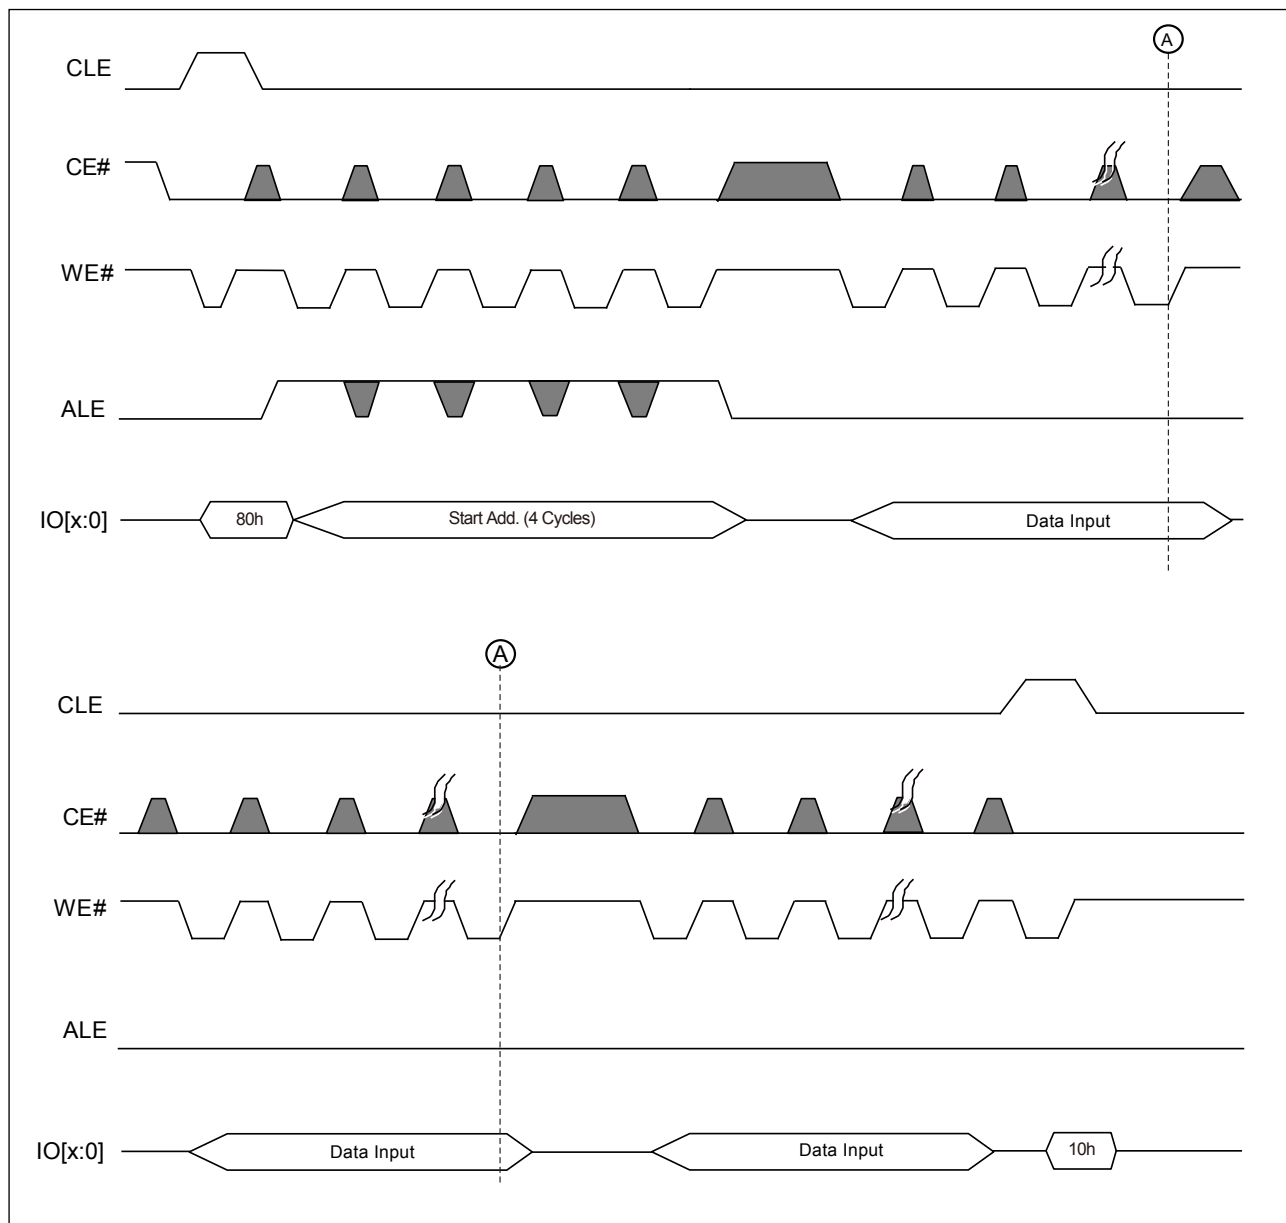 A
CLE
CE#
WE#
ALE
IO[x:0]
80h
Start Add. (4 Cycles)
Data Input
A
CLE
CE#
WE#
ALE
IO[x:0]
Data Input
Data Input
10h